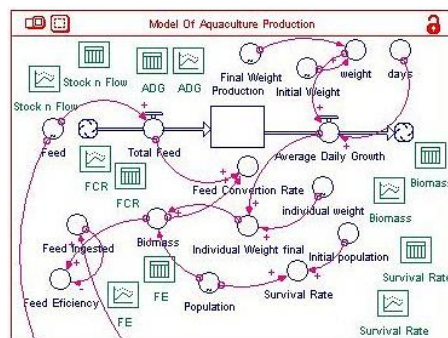 Model Of Aquaculture Production
Stock n Flow
ADG
ADG
Final Weight
weight
days
Stock n Flow
Production
Initial Weight
Feed
Total Feed
Average Daily Growth
FCR
FCR
Feed Convertion Rate
Biomass
individual weight
Biomass
Feed Ingested
Biomass
Individual Weight final
Initial population
FE
Survival Rate
Feed Eficiency
FE
Population
Survival Rate
Survival Rate